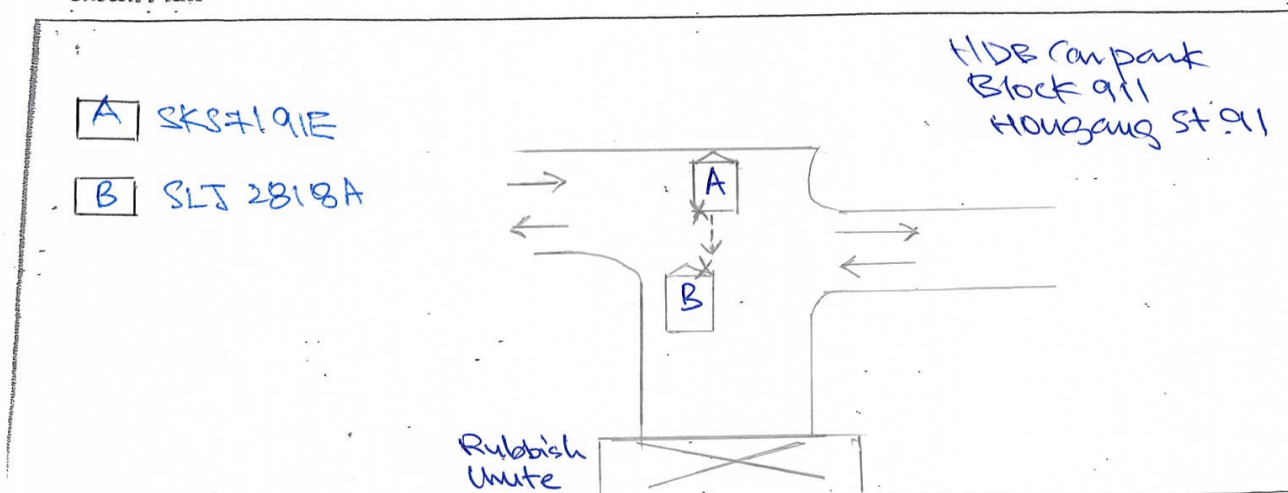 HDB Carpark
Block 911
Hougang St. 91
A SKS7191E
B SLJ 2818A
A
B
Rubbish
Chute